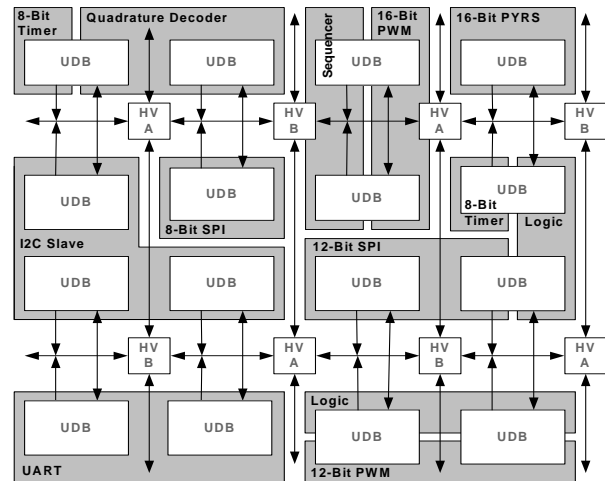 8-Bit
Timer
Quadrature Decoder
Sequencer
16-Bit
PWM
16-Bit PYRS
UDB
UDB
UDB
UDB
HV
A
HV
B
HV
A
HV
B
UDB
UDB
UDB
UDB
8-Bit
Timer
Logic
8-Bit SPI
I2C Slave
12-Bit SPI
UDB
UDB
UDB
UDB
HV
B
HV
A
HV
B
HV
A
Logic
UDB
UDB
UDB
UDB
UART
12-Bit PWM